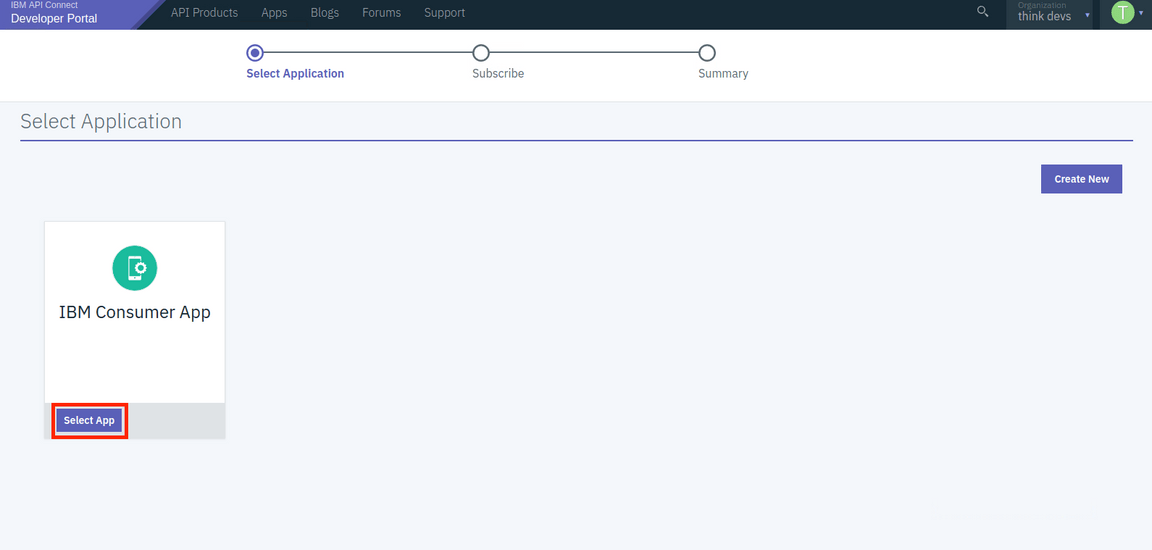 IBM API Connect
Developer Portal
API Products Apps Blogs Forums Support
Organization
think devs
T
Select Application Subscribe Summary
Select Application
Create New
IBM Consumer App
Select App